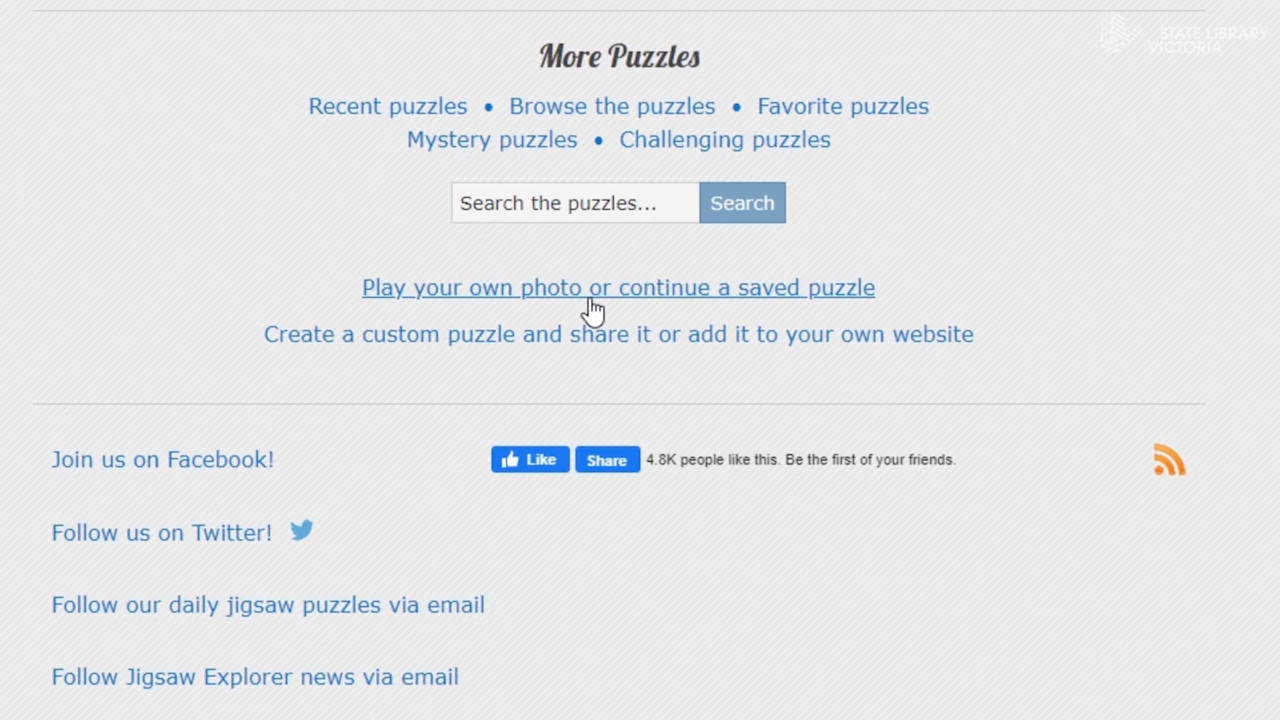 STATE LIBRARY
VICTORIA
More Puzzles
Recent puzzles • Browse the puzzles • Favorite puzzles
Mystery puzzles • Challenging puzzles
Search the puzzles... Search
Play your own photo or continue a saved puzzle
Create a custom puzzle and share it or add it to your own website
Join us on Facebook! Like Share 4.8K people like this. Be the first of your friends.
Follow us on Twitter!
Follow our daily jigsaw puzzles via email
Follow Jigsaw Explorer news via email